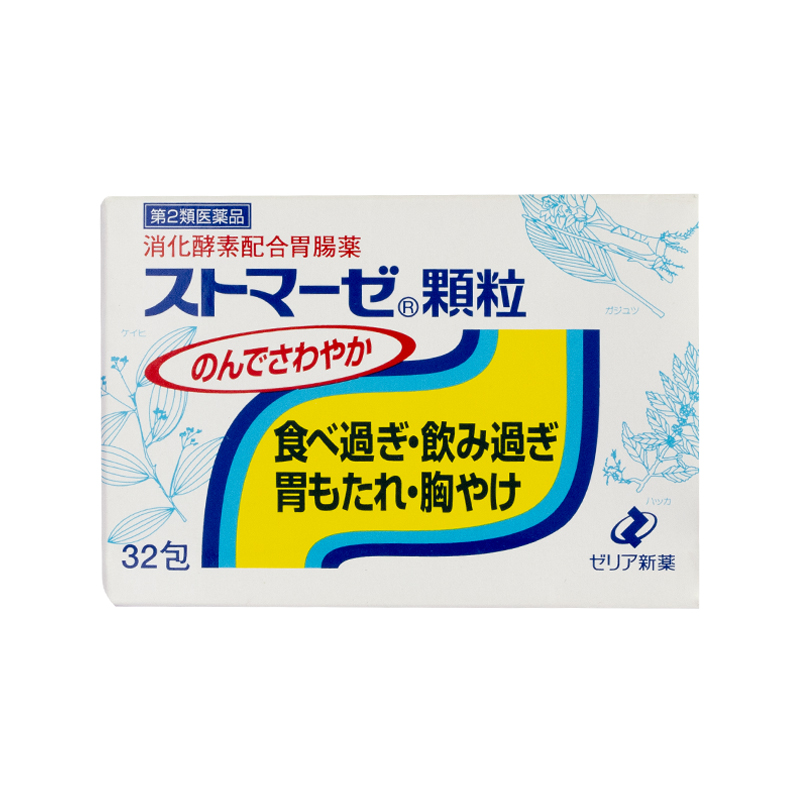 第2類医薬品
消化酵素配合胃腸薬
ストマーゼ®顆粒
のんでさわやか
ケイヒ
ガジュツ
食べ過ぎ・飲み過ぎ
胃もたれ・胸やけ
ハッカ
32包
ゼリア新薬